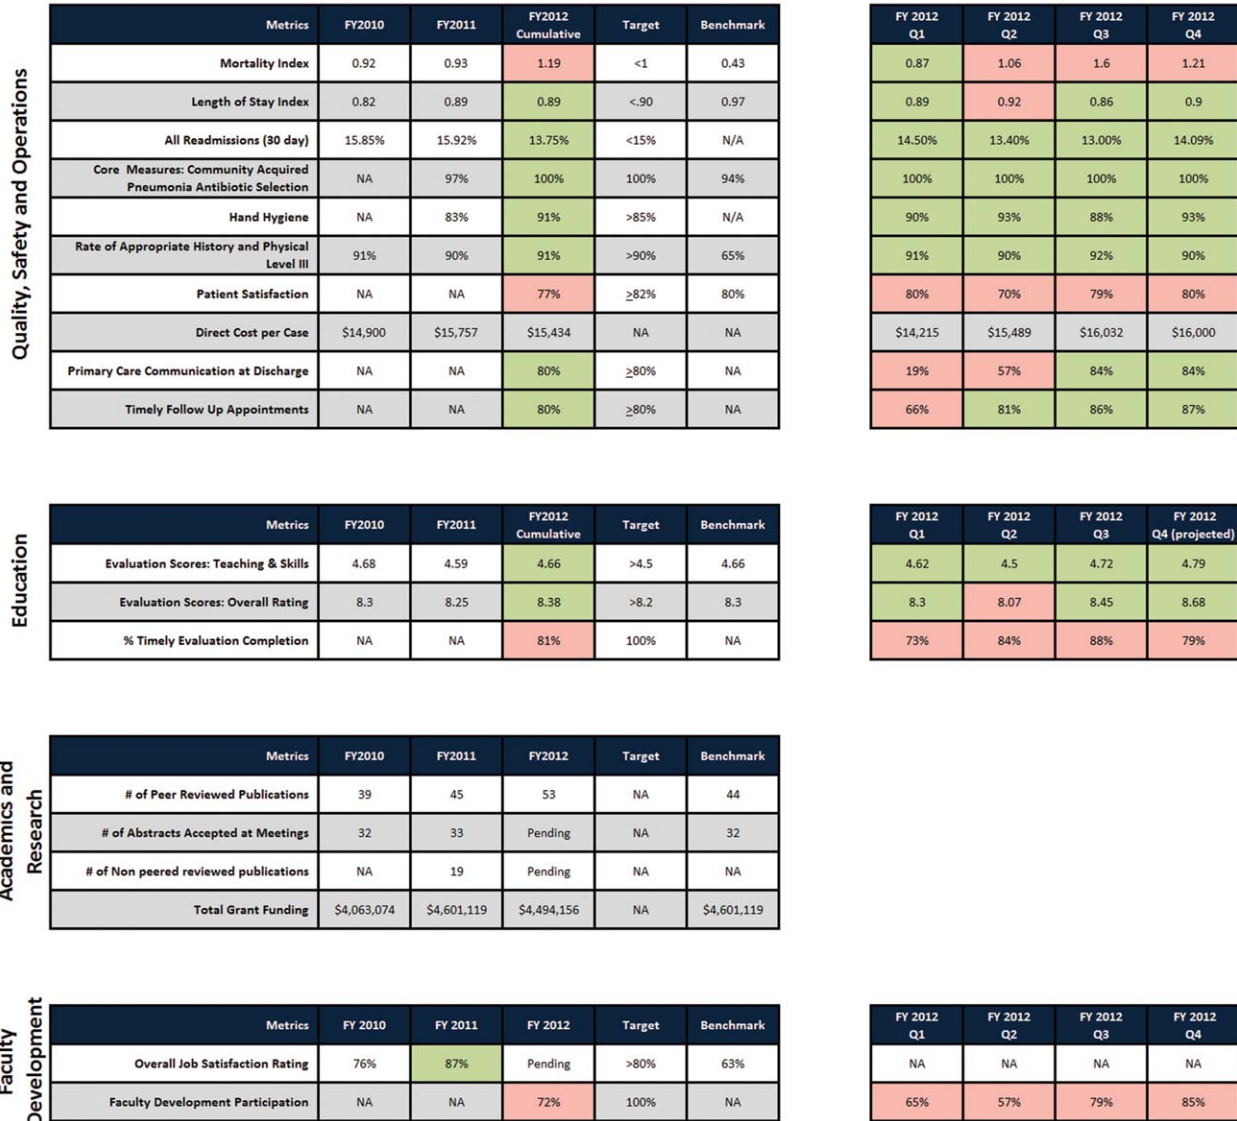 Quality, Safety and Operations
Metrics FY2010 FY2011 FY2012 Cumulative Target Benchmark FY 2012 Q1 FY 2012 Q2 FY 2012 Q3 FY 2012 Q4
Mortality Index 0.92 0.93 1.19 <1 0.43 0.87 1.06 1.6 1.21
Length of Stay Index 0.82 0.89 0.89 <.90 0.97 0.89 0.92 0.86 0.9
All Readmissions (30 day) 15.85% 15.92% 13.75% <15% N/A 14.50% 13.40% 13.00% 14.09%
Core Measures: Community Acquired
Pneumonia Antibiotic Selection NA 97% 100% 100% 94% 100% 100% 100% 100%
Hand Hygiene NA 83% 91% >85% N/A 90% 93% 88% 93%
Rate of Appropriate History and Physical
Level III 91% 90% 91% >90% 65% 91% 90% 92% 90%
Patient Satisfaction NA NA 77% ≥82% 80% 80% 70% 79% 80%
Direct Cost per Case $14,900 $15,757 $15,434 NA NA $14,215 $15,489 $16,032 $16,000
Primary Care Communication at Discharge NA NA 80% ≥80% NA 19% 57% 84% 84%
Timely Follow Up Appointments NA NA 80% ≥80% NA 66% 81% 86% 87%
Education
Metrics FY2010 FY2011 FY2012 Cumulative Target Benchmark FY 2012 Q1 FY 2012 Q2 FY 2012 Q3 FY 2012 Q4 (projected)
Evaluation Scores: Teaching & Skills 4.68 4.59 4.66 >4.5 4.66 4.62 4.5 4.72 4.79
Evaluation Scores: Overall Rating 8.3 8.25 8.38 >8.2 8.3 8.3 8.07 8.45 8.68
% Timely Evaluation Completion NA NA 81% 100% NA 73% 84% 88% 79%
Academics and
Research
Metrics FY2010 FY2011 FY2012 Target Benchmark
# of Peer Reviewed Publications 39 45 53 NA 44
# of Abstracts Accepted at Meetings 32 33 Pending NA 32
# of Non peered reviewed publications NA 19 Pending NA NA
Total Grant Funding $4,063,074 $4,601,119 $4,494,156 NA $4,601,119
Faculty
Development
Metrics FY 2010 FY 2011 FY 2012 Target Benchmark FY 2012 Q1 FY 2012 Q2 FY 2012 Q3 FY 2012 Q4
Overall Job Satisfaction Rating 76% 87% Pending >80% 63% NA NA NA NA
Faculty Development Participation NA NA 72% 100% NA 65% 57% 79% 85%